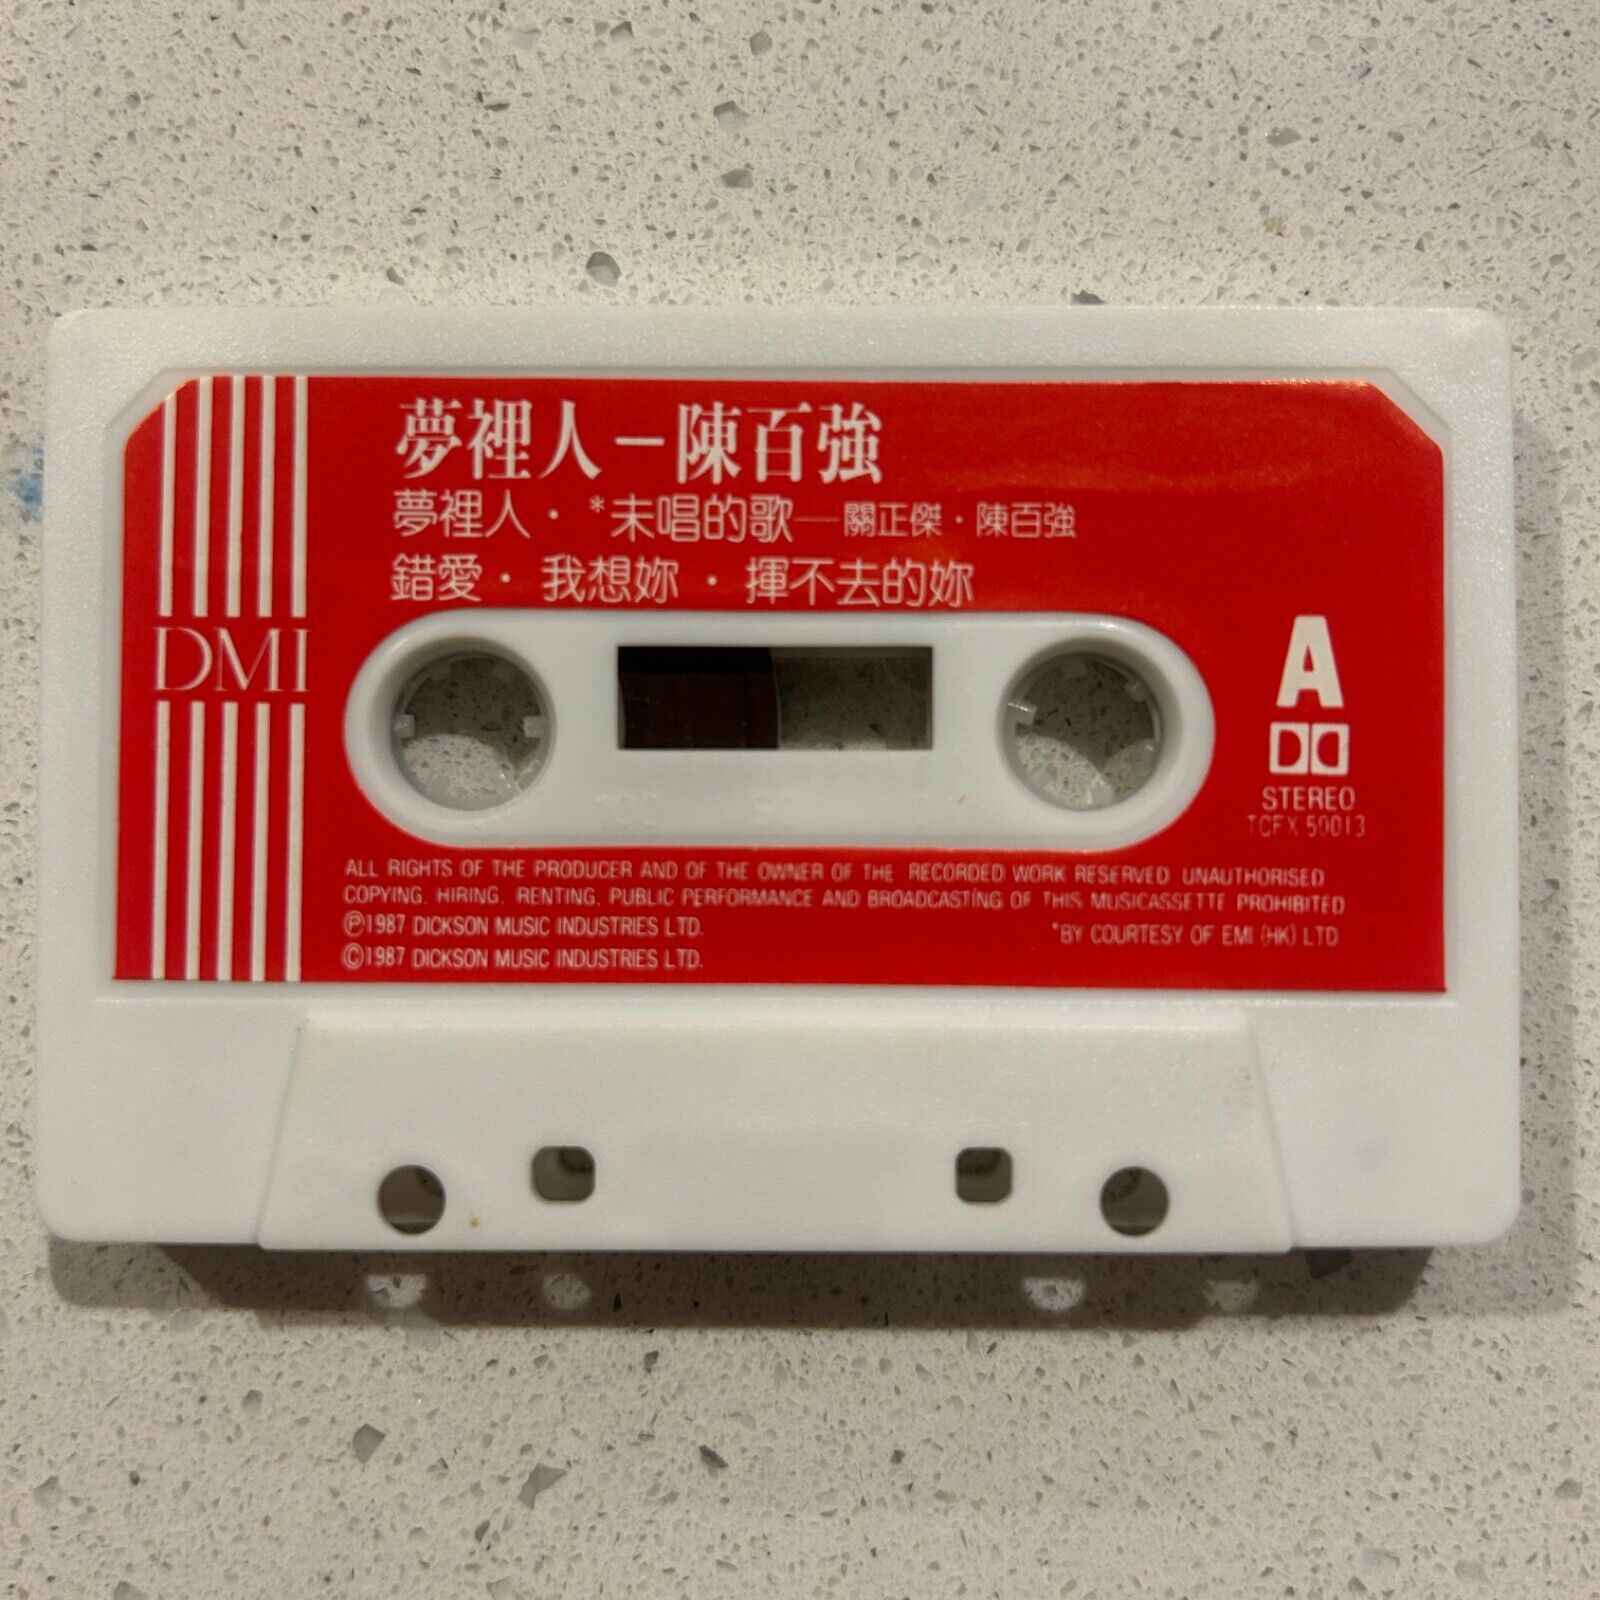 夢裡人－陳百強
夢裡人・*未唱的歌—關正傑・陳百強
錯愛・我想妳・揮不去的妳
DMI
A
STEREO
TCFX 50013
ALL RIGHTS OF THE PRODUCER AND OF THE OWNER OF THE RECORDED WORK RESERVED UNAUTHORISED
COPYING, HIRING, RENTING, PUBLIC PERFORMANCE AND BROADCASTING OF THIS MUSICASSETTE PROHIBITED
Ⓟ1987 DICKSON MUSIC INDUSTRIES LTD.
*BY COURTESY OF EMI (HK) LTD
©1987 DICKSON MUSIC INDUSTRIES LTD.